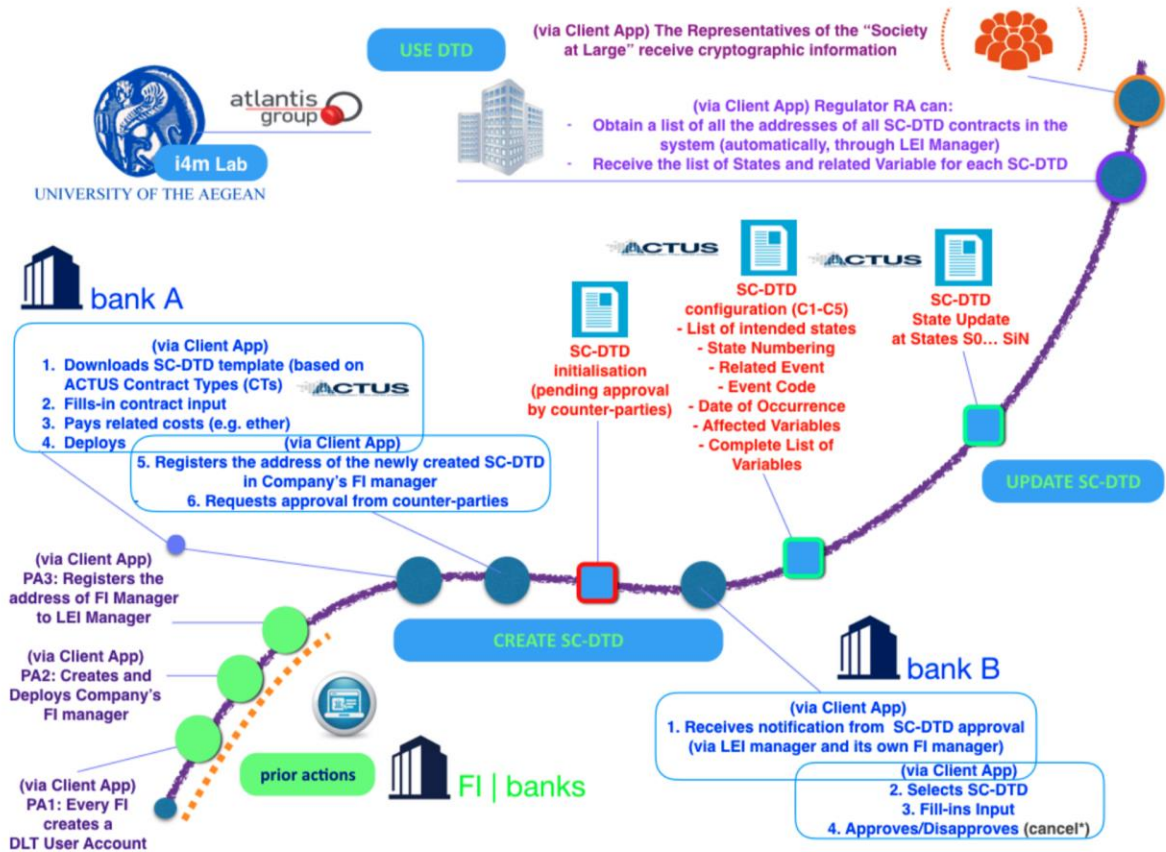 USE DTD
(via Client App) The Representatives of the “Society
at Large” receive cryptographic information
atlantis
group
i4m Lab
UNIVERSITY OF THE AEGEAN
(via Client App) Regulator RA can:
- Obtain a list of all the addresses of all SC-DTD contracts in the
system (automatically, through LEI Manager)
- Receive the list of States and related Variable for each SC-DTD
bank A
(via Client App)
1. Downloads SC-DTD template (based on
ACTUS Contract Types (CTs)
ACTUS
2. Fills-in contract input
3. Pays related costs (e.g. ether)
4. Deploys
(via Client App)
5. Registers the address of the newly created SC-DTD
in Company’s FI manager
6. Requests approval from counter-parties
SC-DTD
initialisation
(pending approval
by counter-parties)
ACTUS
SC-DTD
configuration (C1-C5)
- List of intended states
- State Numbering
- Related Event
- Event Code
- Date of Occurrence
- Affected Variables
- Complete List of
Variables
ACTUS
SC-DTD
State Update
at States S0... SiN
UPDATE SC-DTD
(via Client App)
PA3: Registers the
address of FI Manager
to LEI Manager
(via Client App)
PA2: Creates and
Deploys Company’s
FI manager
(via Client App)
PA1: Every FI
creates a
DLT User Account
CREATE SC-DTD
prior actions
FI | banks
bank B
(via Client App)
1. Receives notification from SC-DTD approval
(via LEI manager and its own FI manager)
(via Client App)
2. Selects SC-DTD
3. Fill-ins Input
4. Approves/Disapproves (cancel*)